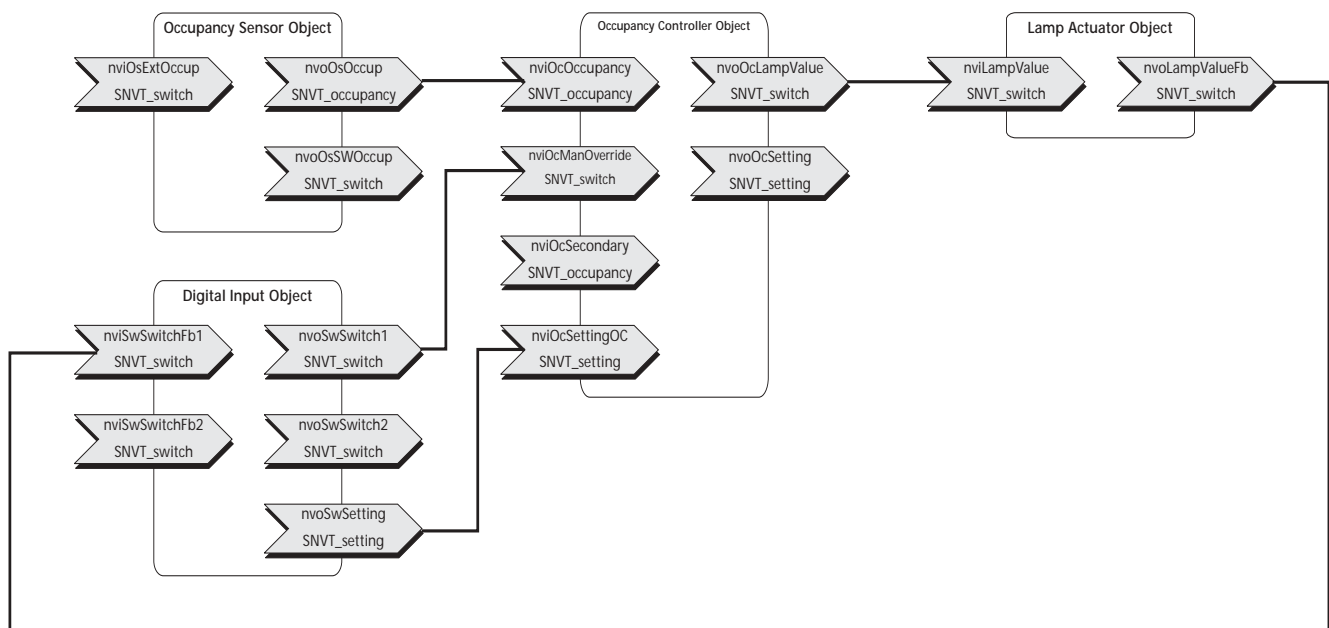 Occupancy Sensor Object
nviOsExtOccup
SNVT_switch
nvoOsOccup
SNVT_occupancy
nvoOsSWOccup
SNVT_switch
Digital Input Object
nviSwSwitchFb1
SNVT_switch
nvoSwSwitch1
SNVT_switch
nviSwSwitchFb2
SNVT_switch
nvoSwSwitch2
SNVT_switch
nvoSwSetting
SNVT_setting
Occupancy Controller Object
nviOcOccupancy
SNVT_occupancy
nvoOcLampValue
SNVT_switch
nviOcManOverride
SNVT_switch
nvoOcSetting
SNVT_setting
nviOcSecondary
SNVT_occupancy
nviOcSettingOC
SNVT_setting
Lamp Actuator Object
nviLampValue
SNVT_switch
nvoLampValueFb
SNVT_switch